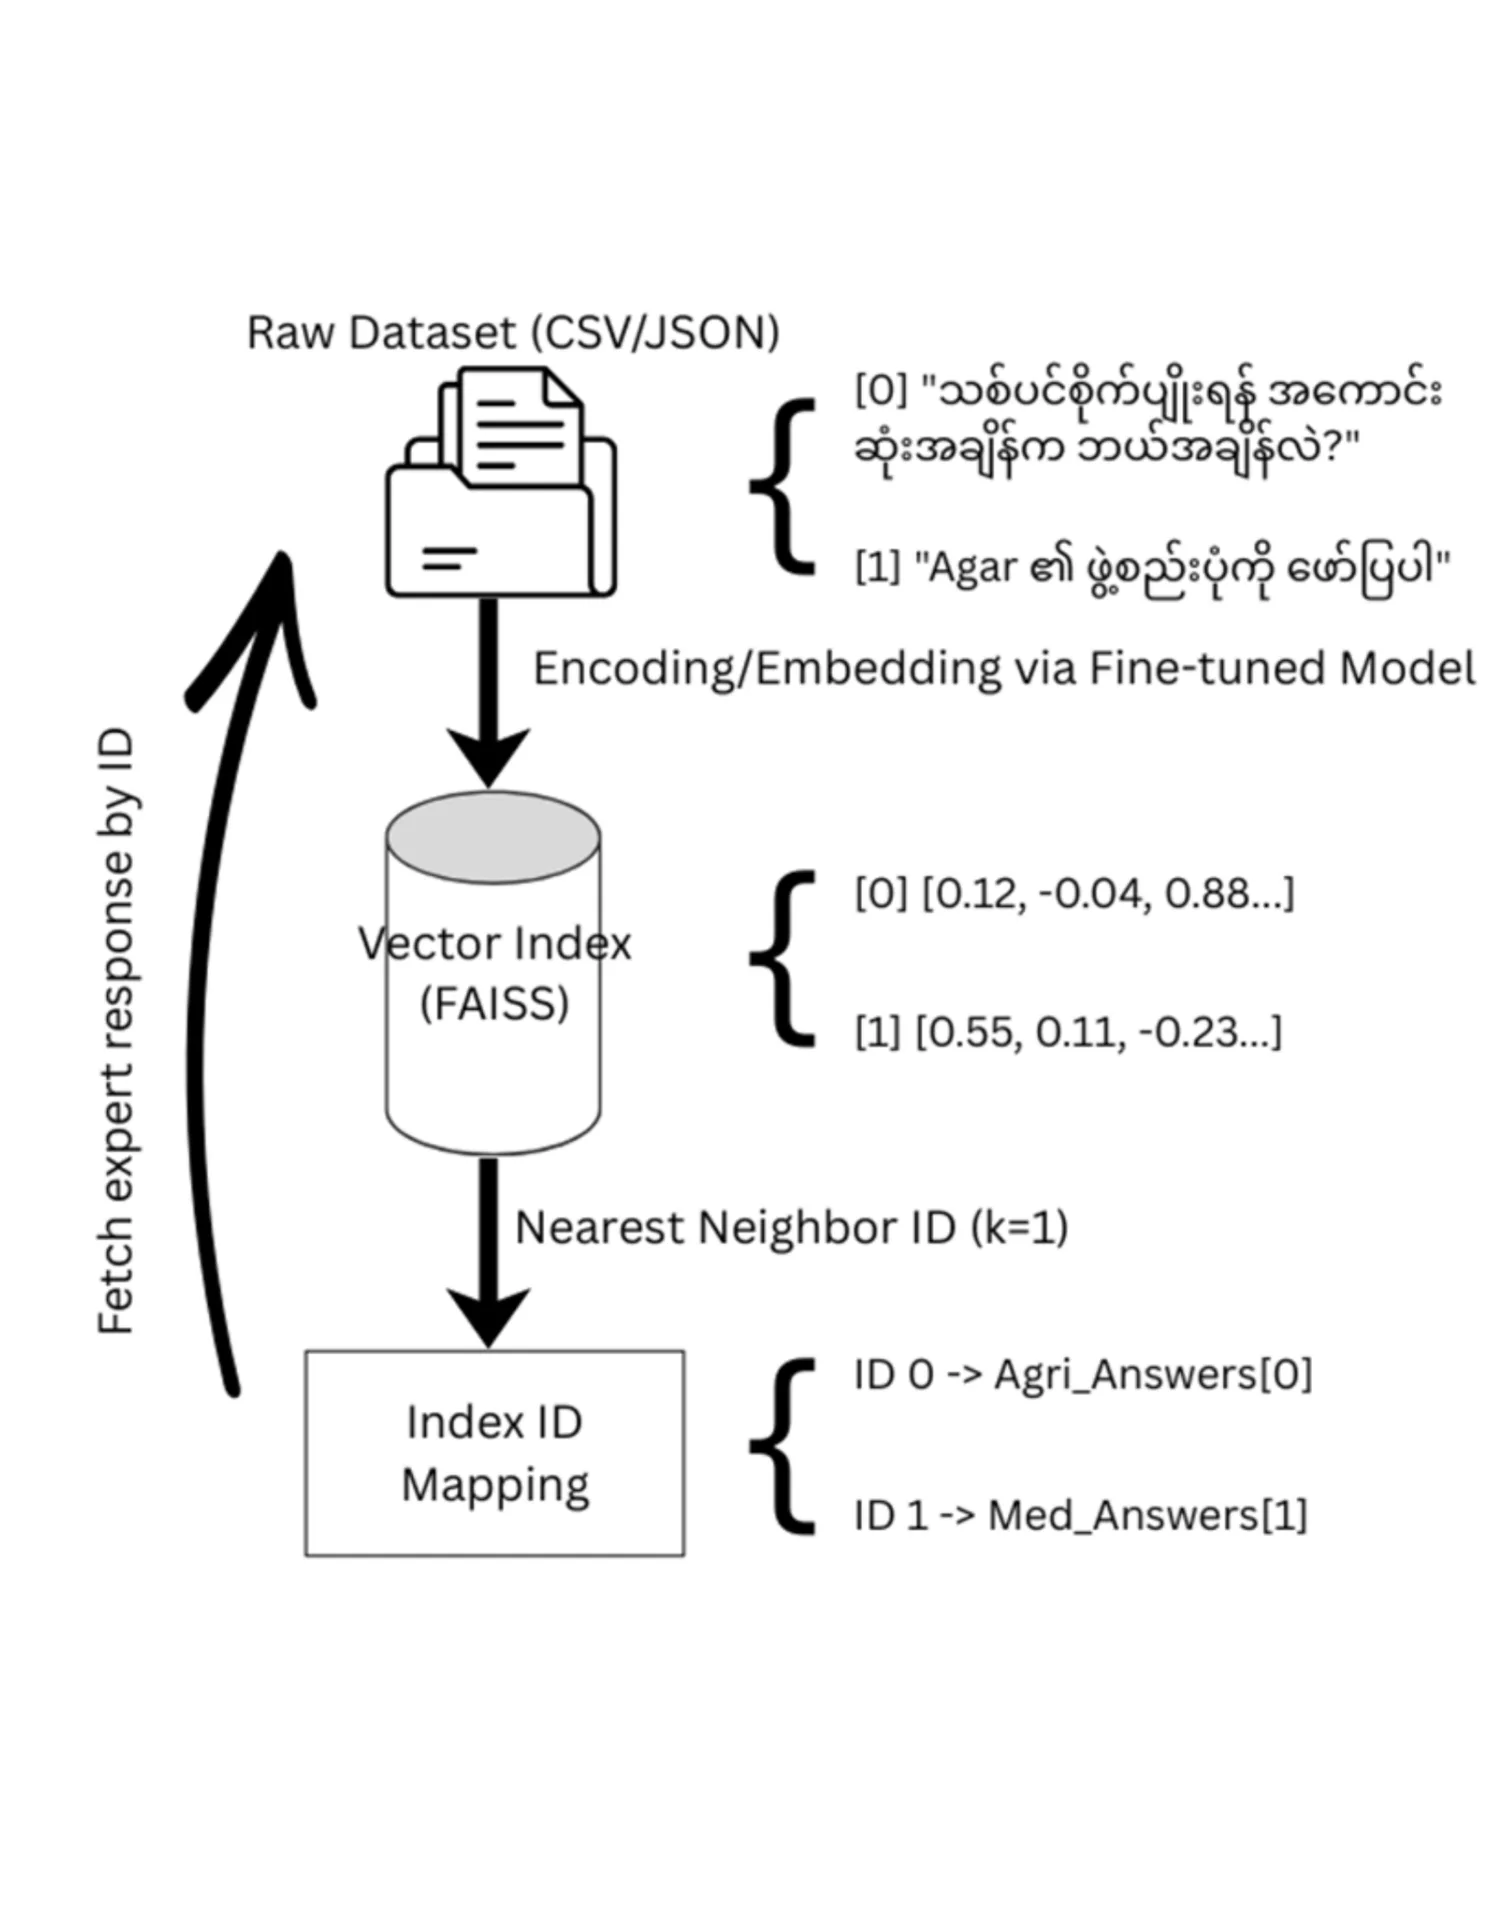 Raw Dataset (CSV/JSON)
[0] "သစ်ပင်စိုက်ပျိုးရန် အကောင်း
ဆုံးအချိန်က ဘယ်အချိန်လဲ?"
[1] "Agar ၏ ဖွဲ့စည်းပုံကို ဖော်ပြပါ"
Encoding/Embedding via Fine-tuned Model
Fetch expert response by ID
Vector Index
(FAISS)
[0] [0.12, -0.04, 0.88...]
[1] [0.55, 0.11, -0.23...]
Nearest Neighbor ID (k=1)
Index ID
Mapping
ID 0 -> Agri_Answers[0]
ID 1 -> Med_Answers[1]